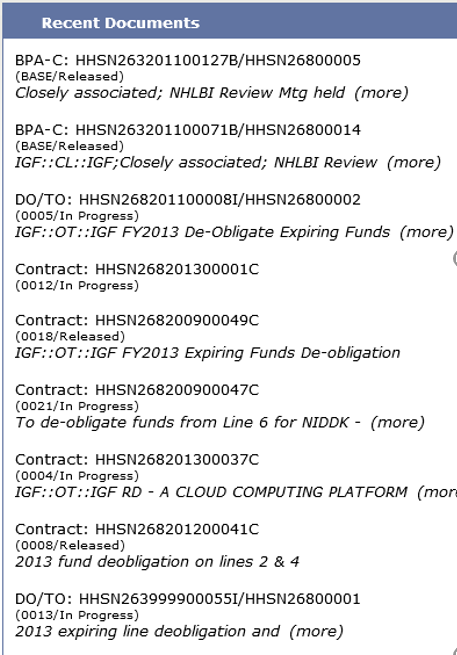 Recent Documents
BPA-C: HHSN263201100127B/HHSN26800005
(BASE/Released)
Closely associated; NHLBI Review Mtg held (more)
BPA-C: HHSN263201100071B/HHSN26800014
(BASE/Released)
IGF::CL::IGF;Closely associated; NHLBI Review (more)
DO/TO: HHSN268201100008I/HHSN26800002
(0005/In Progress)
IGF::OT::IGF FY2013 De-Obligate Expiring Funds (more)
Contract: HHSN268201300001C
(0012/In Progress)
Contract: HHSN268200900049C
(0018/Released)
IGF::OT::IGF FY2013 Expiring Funds De-obligation
Contract: HHSN268200900047C
(0021/In Progress)
To de-obligate funds from Line 6 for NIDDK - (more)
Contract: HHSN268201300037C
(0004/In Progress)
IGF::OT::IGF RD - A CLOUD COMPUTING PLATFORM (more
Contract: HHSN268201200041C
(0008/Released)
2013 fund deobligation on lines 2 & 4
DO/TO: HHSN263999900055I/HHSN26800001
(0013/In Progress)
2013 expiring line deobligation and (more)